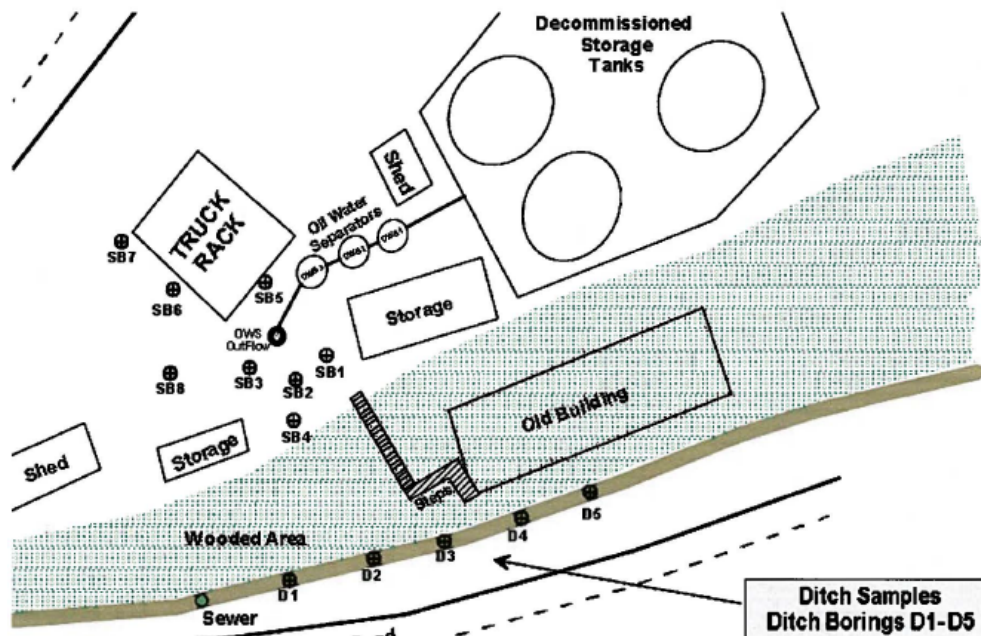 Decommissioned
Storage
Tanks
Shed
TRUCK
RACK
Oil Water
Separators
SB7
SB6
SB5
OWS
OutFlow
Storage
SB1
SB3
SB2
SB8
SB4
Old Building
Shed
Storage
Steps
Wooded Area
D5
D4
D3
D2
D1
Sewer
Ditch Samples
Ditch Borings D1-D5